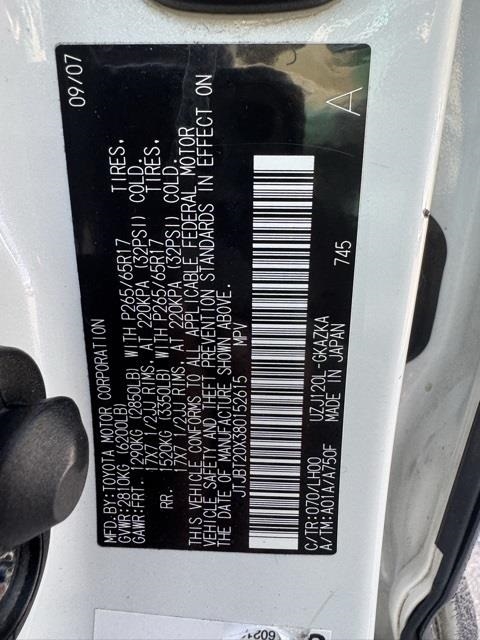 MFD.BY:TOYOTA MOTOR CORPORATION 09/07
GVWR:2810KG (6200LB)
GAWR:FRT. 1290KG (2850LB) WITH P265/65R17 TIRES,
17X7 1/2JJ RIMS, AT 220KPA (32PSI) COLD.
RR. 1520KG (3350LB) WITH P265/65R17 TIRES,
17X7 1/2JJ RIMS, AT 220KPA (32PSI) COLD.
THIS VEHICLE CONFORMS TO ALL APPLICABLE FEDERAL MOTOR
VEHICLE SAFETY AND THEFT PREVENTION STANDARDS IN EFFECT ON
THE DATE OF MANUFACTURE SHOWN ABOVE.
JTJBT20X380152615 MPV
UZJ120L-GKAZKA A
C/TR:070/LH00 MADE IN JAPAN 745
A/TM:A01A/A750F